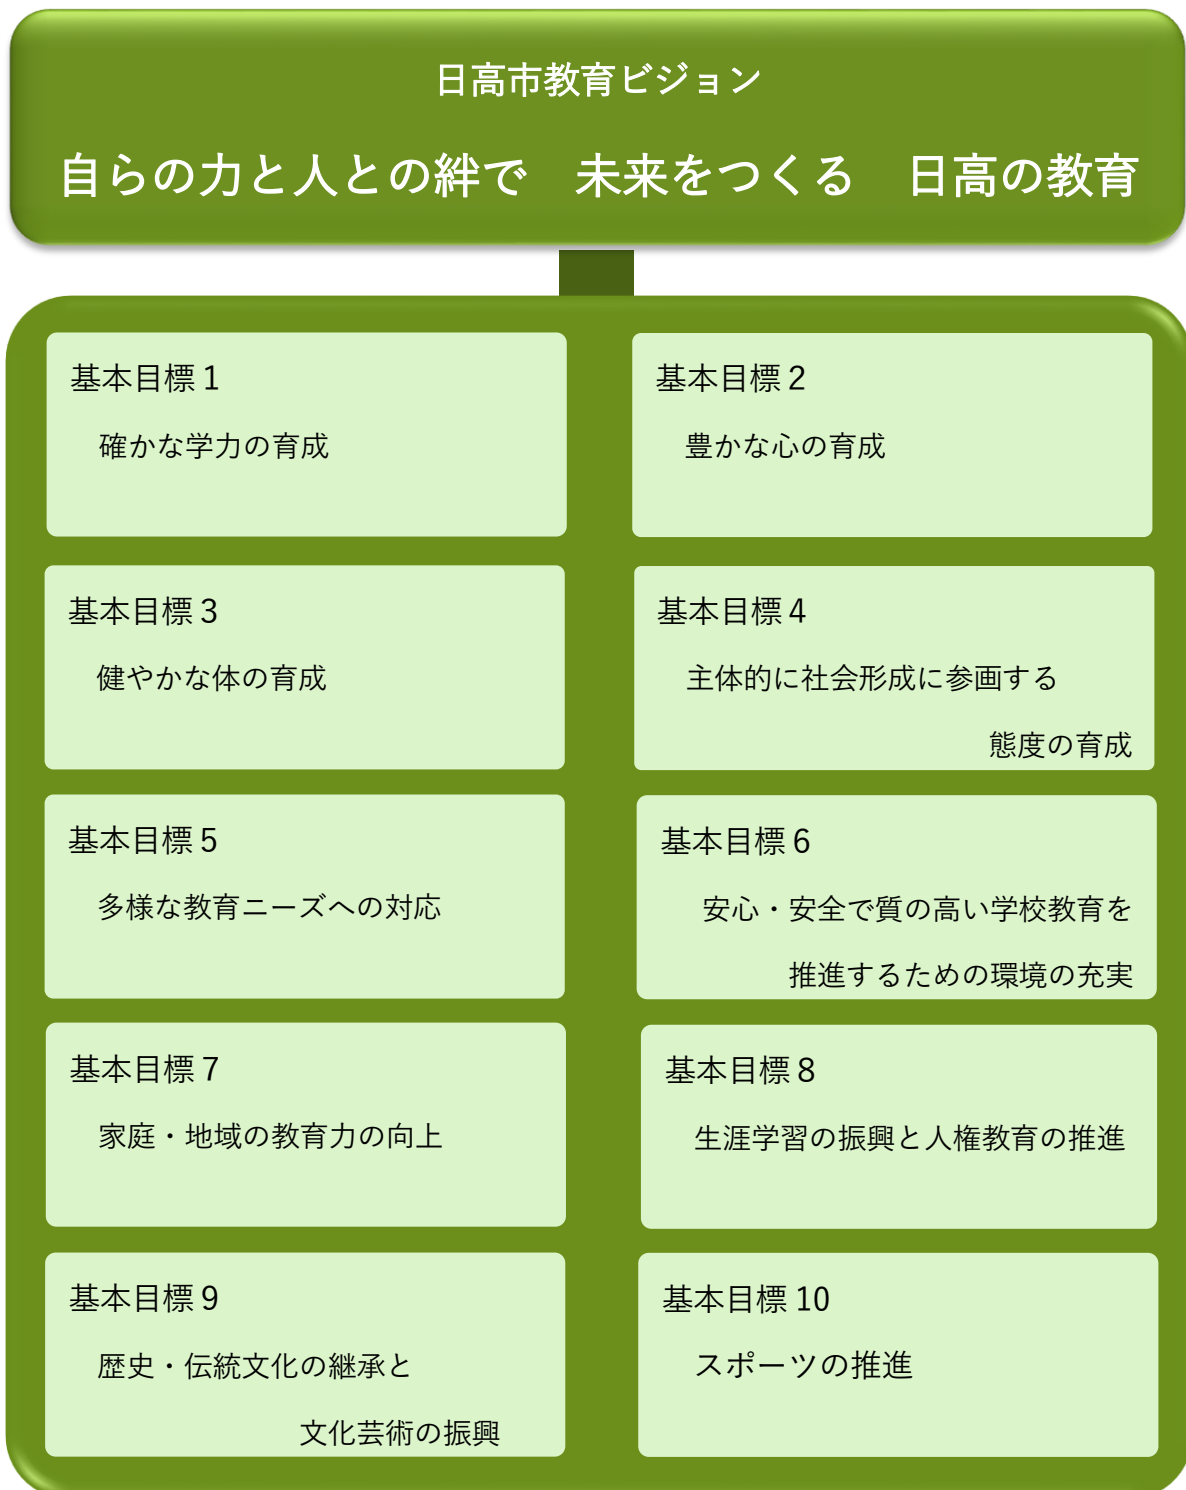 日高市教育ビジョン
自らの力と人との絆で　未来をつくる　日高の教育
基本目標１
確かな学力の育成
基本目標２
豊かな心の育成
基本目標３
健やかな体の育成
基本目標４
主体的に社会形成に参画する
態度の育成
基本目標５
多様な教育ニーズへの対応
基本目標６
安心・安全で質の高い学校教育を
推進するための環境の充実
基本目標７
家庭・地域の教育力の向上
基本目標８
生涯学習の振興と人権教育の推進
基本目標９
歴史・伝統文化の継承と
文化芸術の振興
基本目標 10
スポーツの推進